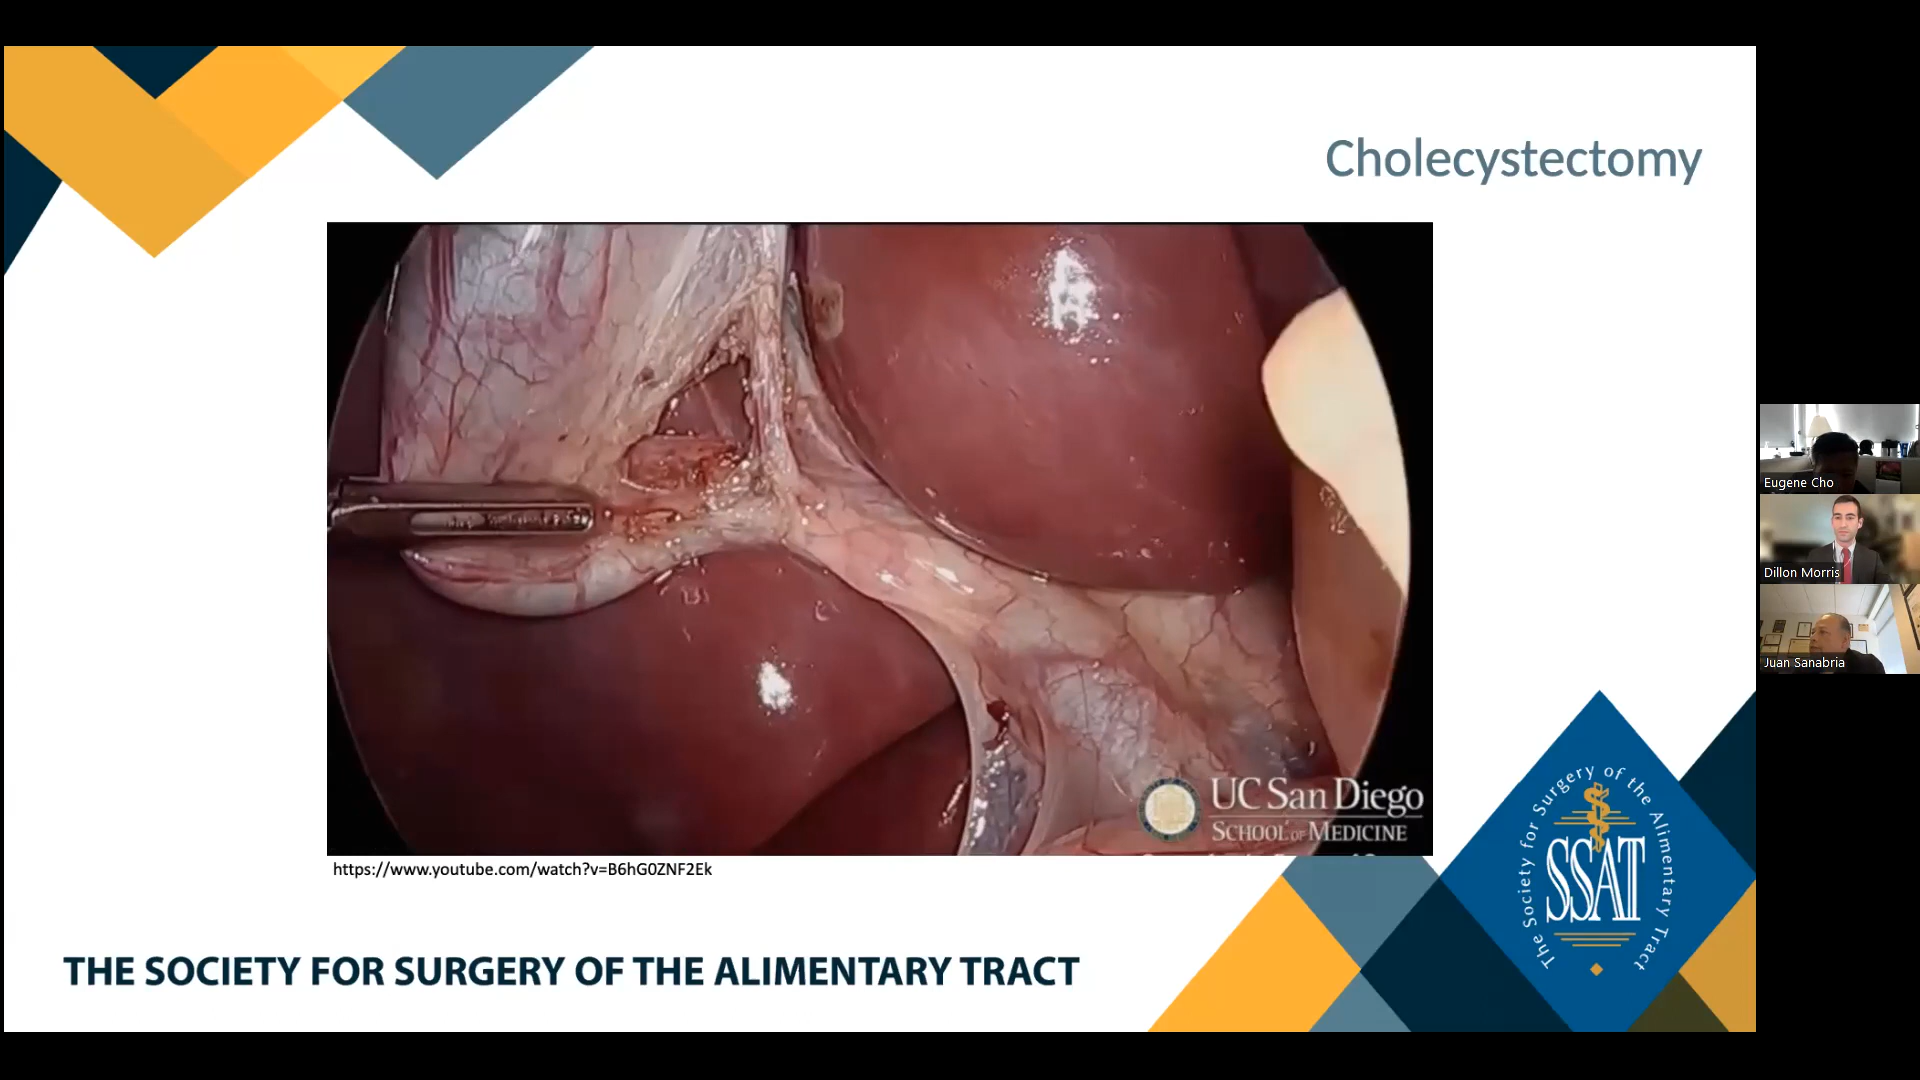 Cholecystectomy
UC San Diego
SCHOOL OF MEDICINE
https://www.youtube.com/watch?v=B6hG0ZNF2Ek
THE SOCIETY FOR SURGERY OF THE ALIMENTARY TRACT
The Society for Surgery of the Alimentary Tract
SSAT
Eugene Cho
Dillon Morris
Juan Sanabria